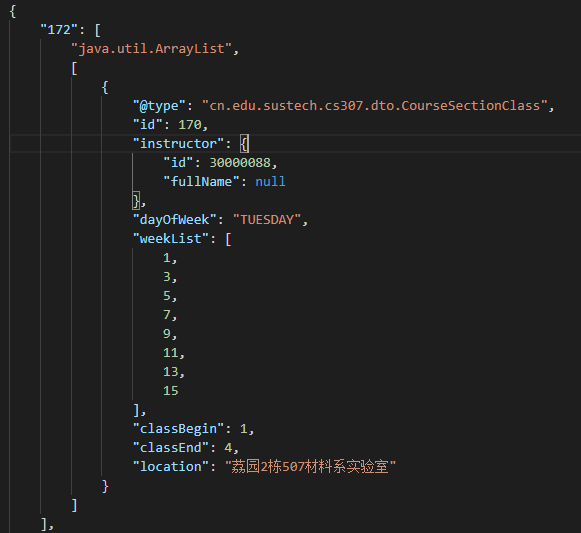 {
"172": [
"java.util.ArrayList",
[
{
"@type": "cn.edu.sustech.cs307.dto.CourseSectionClass",
"id": 170,
"instructor": {
"id": 30000088,
"fullName": null
},
"dayOfWeek": "TUESDAY",
"weekList": [
1,
3,
5,
7,
9,
11,
13,
15
],
"classBegin": 1,
"classEnd": 4,
"location": "荔园2栋507材料系实验室"
}
]
],